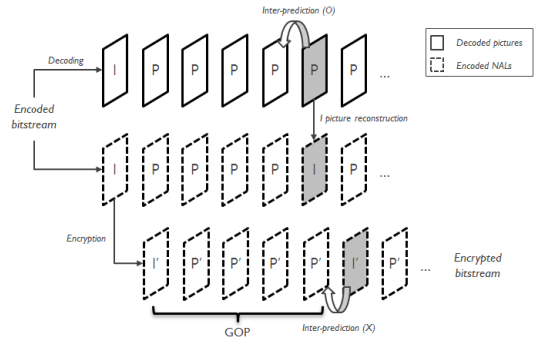 Inter-prediction (O)
Decoded pictures
Encoded NALs
Decoding
I P P P P P P ...
Encoded
bitstream
I picture reconstruction
I P P P P I P ...
Encryption
I' P' P' P' P' I' P' ...
Encrypted
bitstream
GOP
Inter-prediction (X)